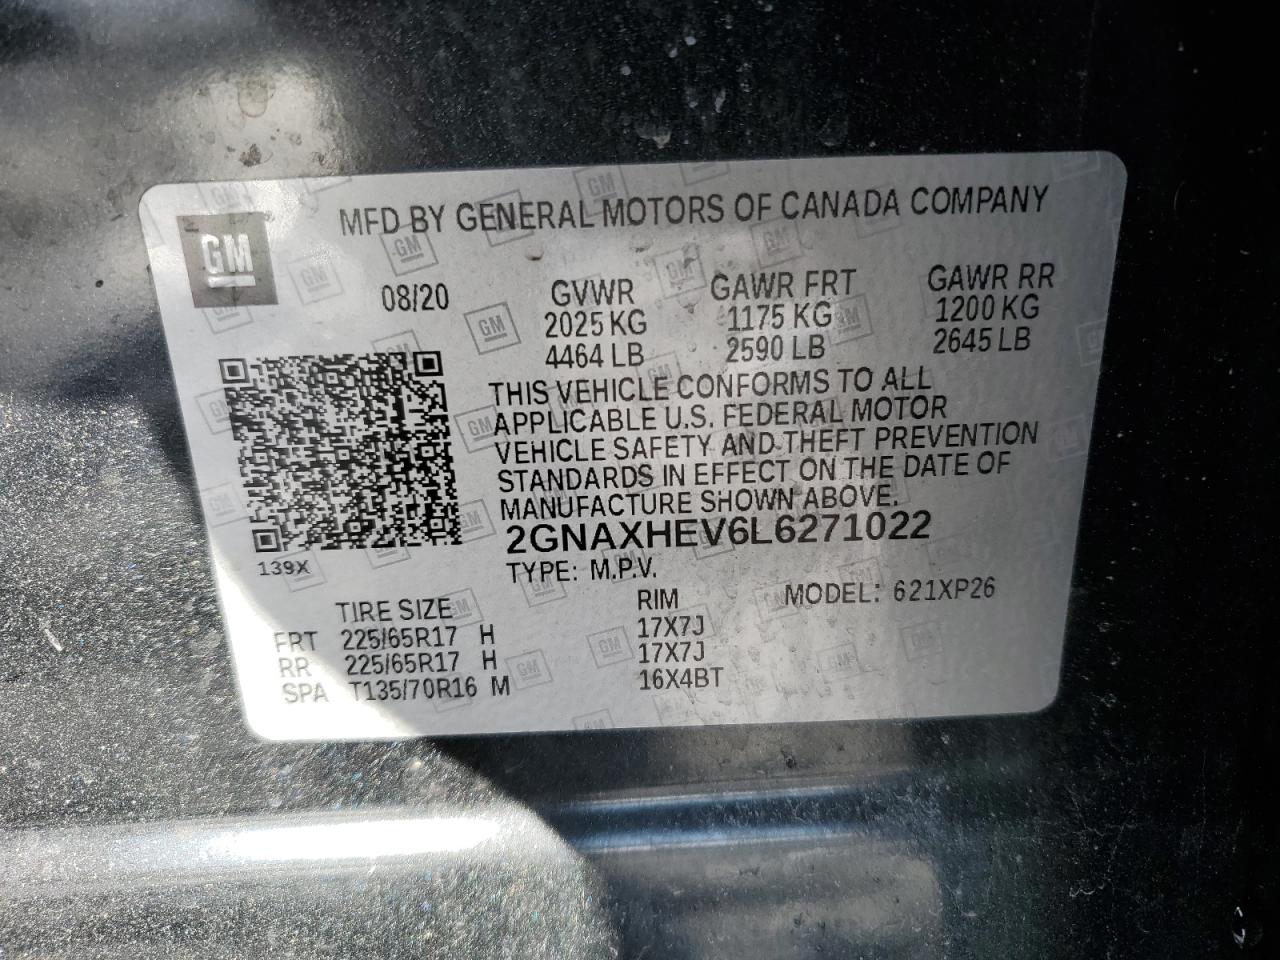 GM
MFD BY GENERAL MOTORS OF CANADA COMPANY
08/20
GVWR GAWR FRT GAWR RR
2025 KG 1175 KG 1200 KG
4464 LB 2590 LB 2645 LB
THIS VEHICLE CONFORMS TO ALL
APPLICABLE U.S. FEDERAL MOTOR
VEHICLE SAFETY AND THEFT PREVENTION
STANDARDS IN EFFECT ON THE DATE OF
MANUFACTURE SHOWN ABOVE.
2GNAXHEV6L6271022
139X
TYPE: M.P.V.
TIRE SIZE RIM MODEL: 621XP26
FRT 225/65R17 H 17X7J
RR 225/65R17 H 17X7J
SPA T135/70R16 M 16X4BT